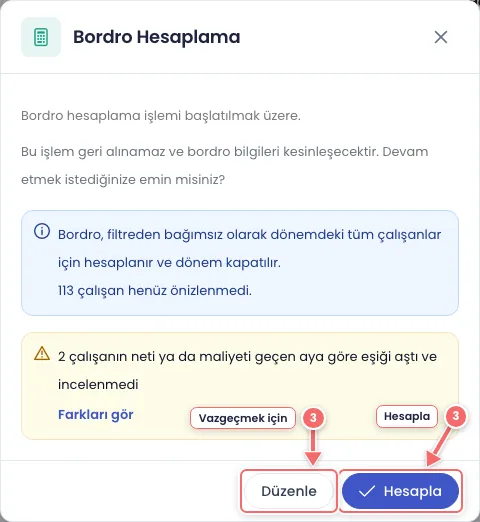 Bordro Hesaplama
Bordro hesaplama işlemi başlatılmak üzere.
Bu işlem geri alınamaz ve bordro bilgileri kesinleşecektir. Devam
etmek istediğinize emin misiniz?
Bordro, filtreden bağımsız olarak dönemdeki tüm çalışanlar
için hesaplanır ve dönem kapatılır.
113 çalışan henüz önizlenmedi.
2 çalışanın neti ya da maliyeti geçen aya göre eşiği aştı ve
incelenmedi
Farkları gör
Vazgeçmek için 3
Hesapla 3
Düzenle
Hesapla